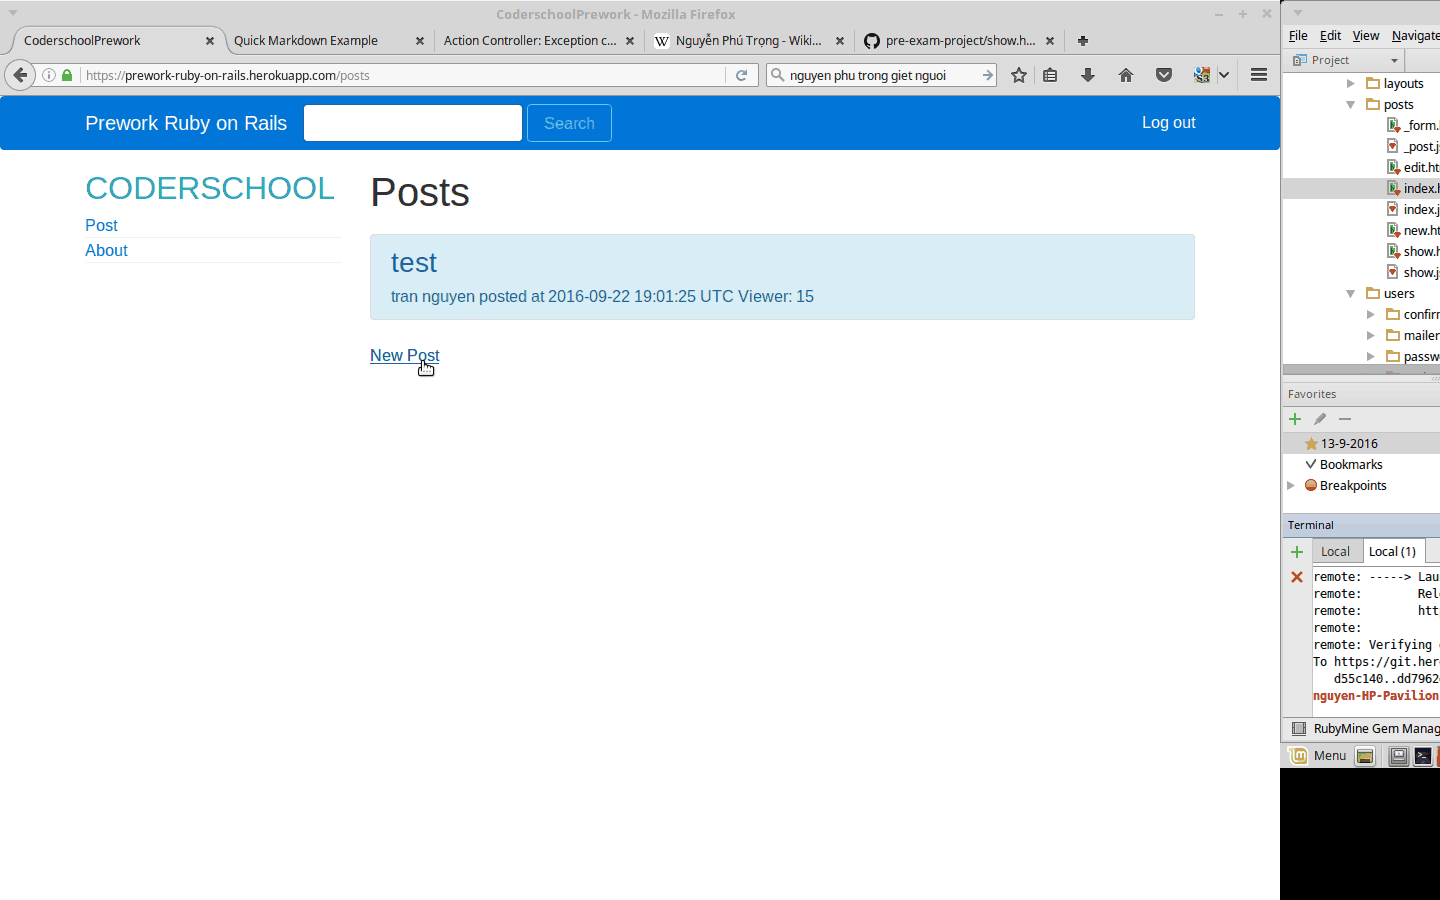 CoderschoolPrework - Mozilla Firefox
CoderschoolPrework
Quick Markdown Example
Action Controller: Exception c...
Nguyễn Phú Trọng - Wiki...
pre-exam-project/show.h...
https://prework-ruby-on-rails.herokuapp.com/posts
nguyen phu trong giet nguoi
Prework Ruby on Rails
Search
Log out
CODERSCHOOL
Post
About
Posts
test
tran nguyen posted at 2016-09-22 19:01:25 UTC Viewer: 15
New Post
File Edit View Navigate
Project
layouts
posts
_form.
_post.j
edit.ht
index.h
index.j
new.ht
show.h
show.j
users
confirm
mailer
passw
Favorites
13-9-2016
Bookmarks
Breakpoints
Terminal
Local
Local (1)
remote: -----> Lau
remote: Rel
remote: htt
remote:
remote: Verifying
To https://git.her
d55c140..dd7962
nguyen-HP-Pavilion
RubyMine Gem Manag
Menu